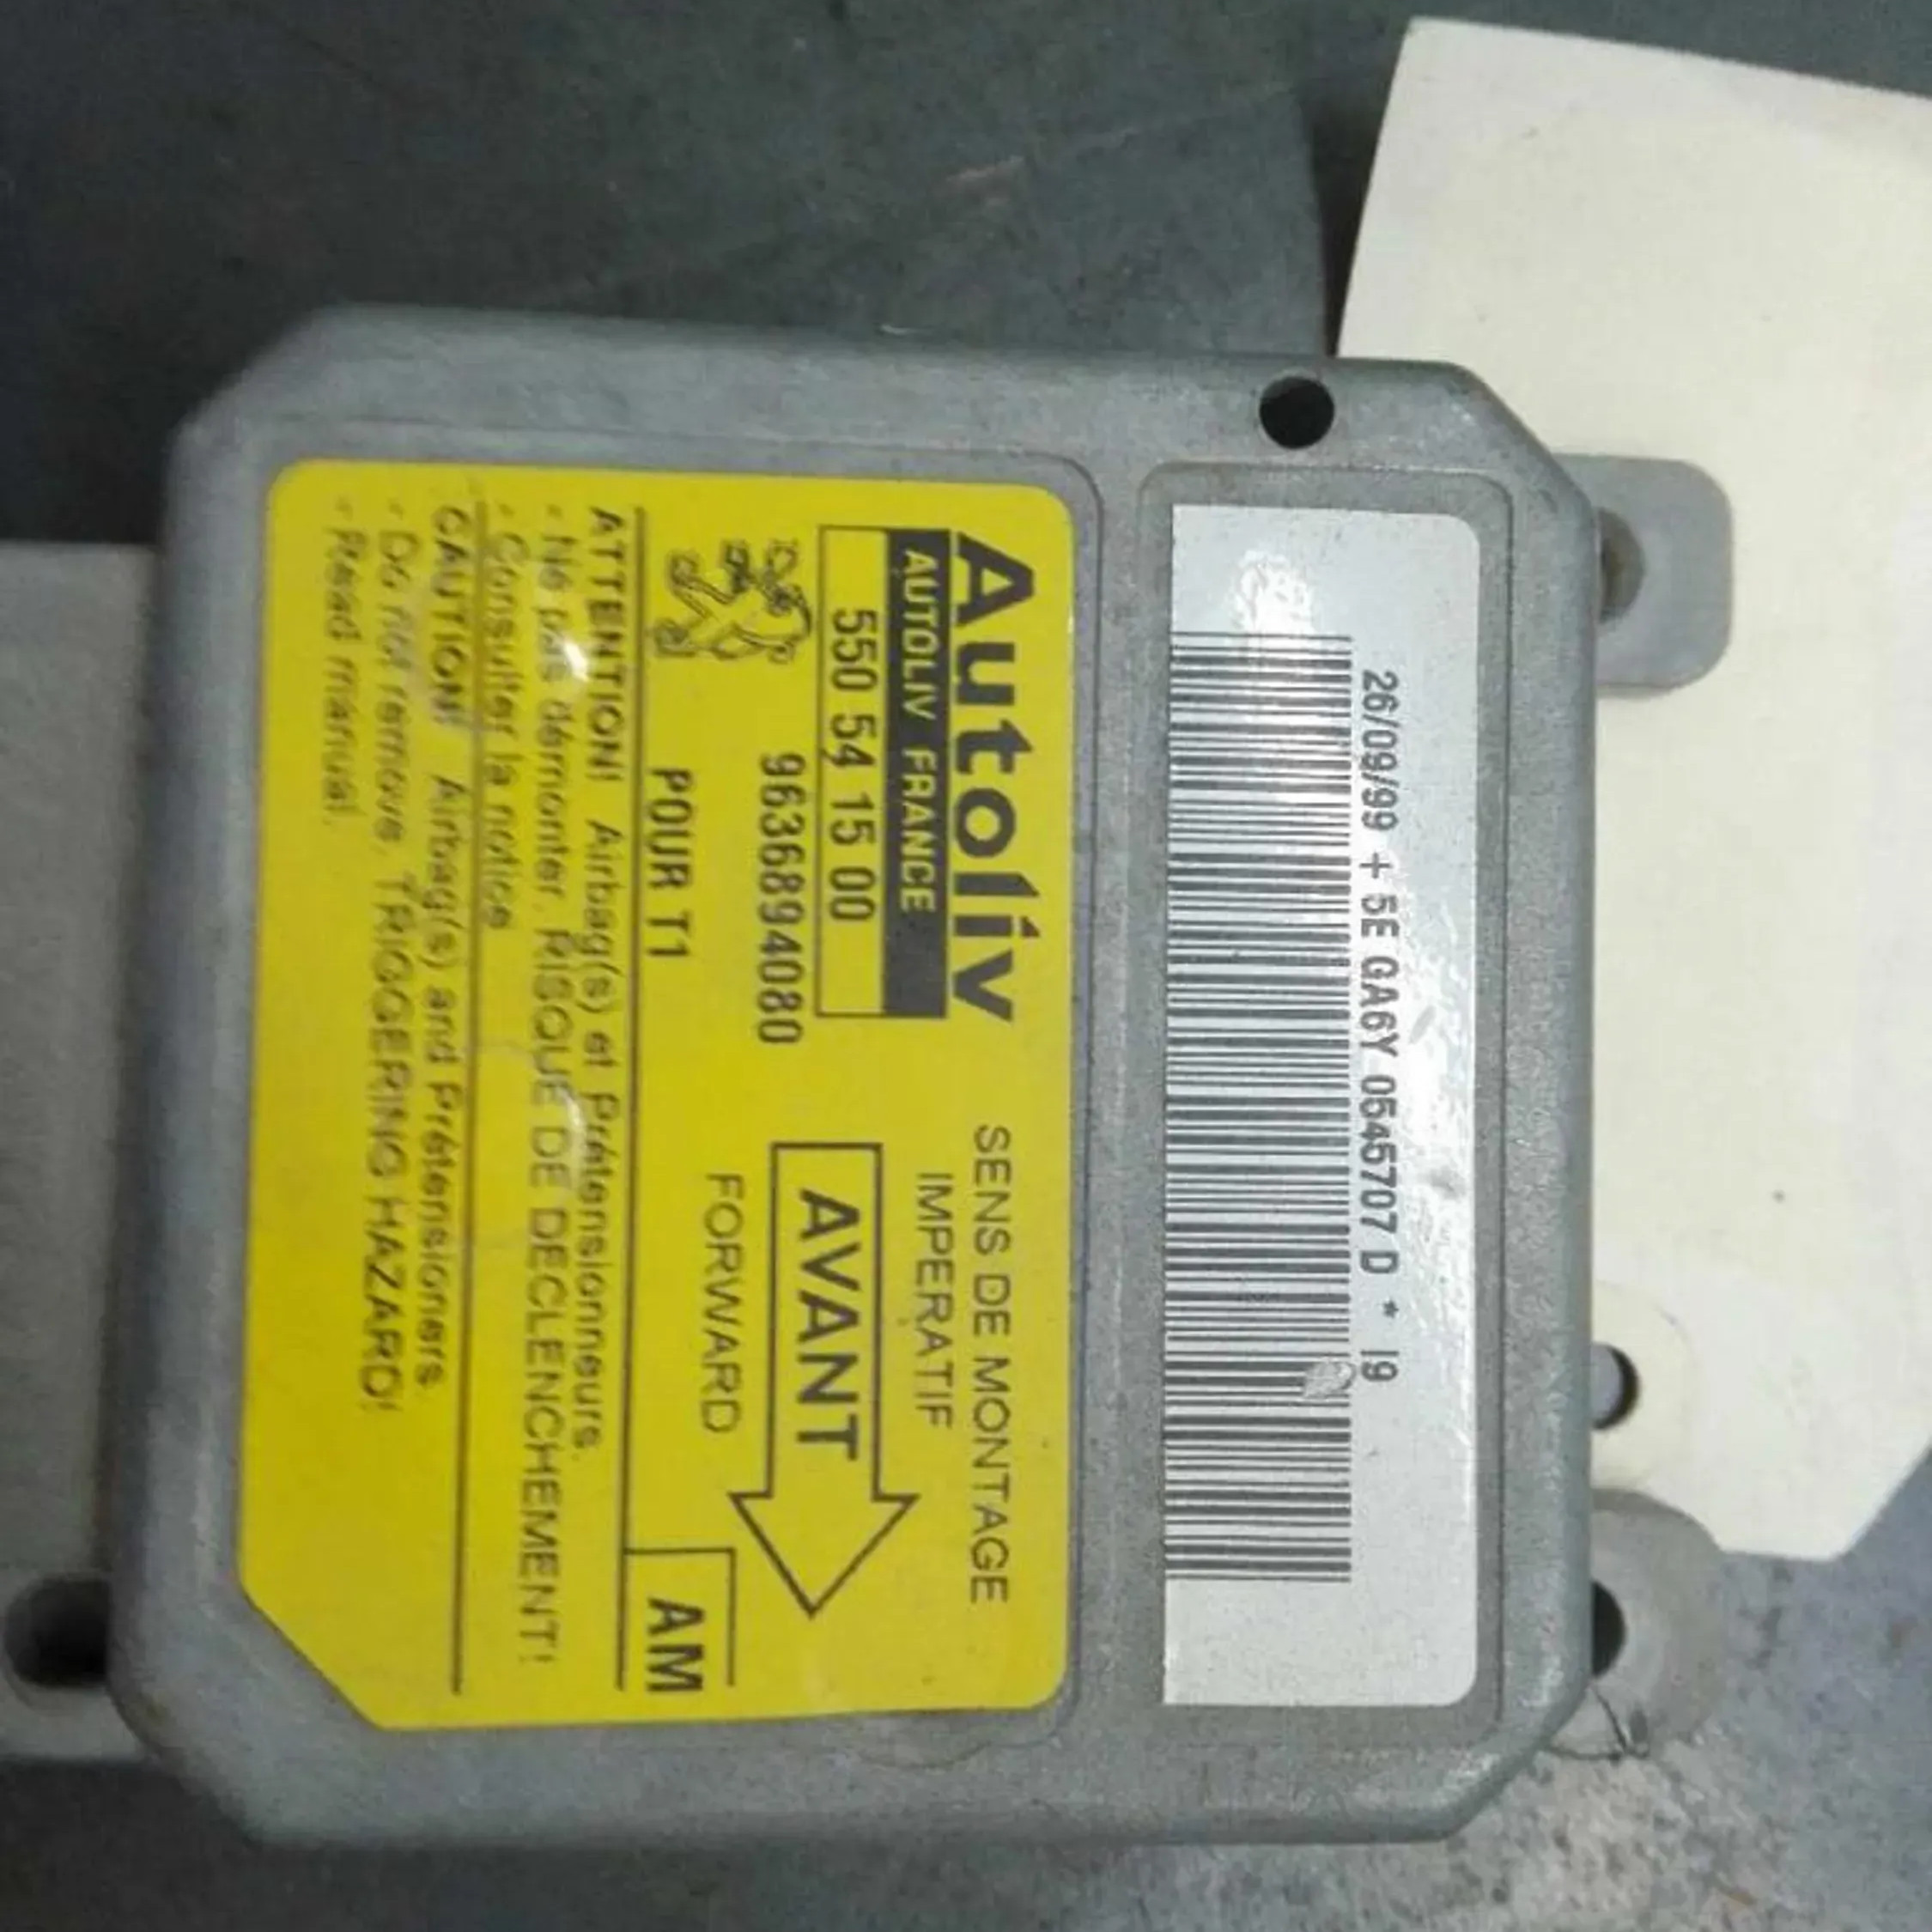 26/09/99 + 5E GA6Y 0545707 D * I9
Autoliv
AUTOLIV FRANCE
550 54 15 00
9636894080
POUR T1
SENS DE MONTAGE
IMPERATIF
AVANT
FORWARD
AM
ATTENTION! Airbag(s) et Prétensionneurs.
- Ne pas démonter, RISQUE DE DECLENCHEMENT!
- Consulter la notice
CAUTION! Airbag(s) and Prétensioners.
- Do not remove, TRIGGERING HAZARD!
- Read manual.